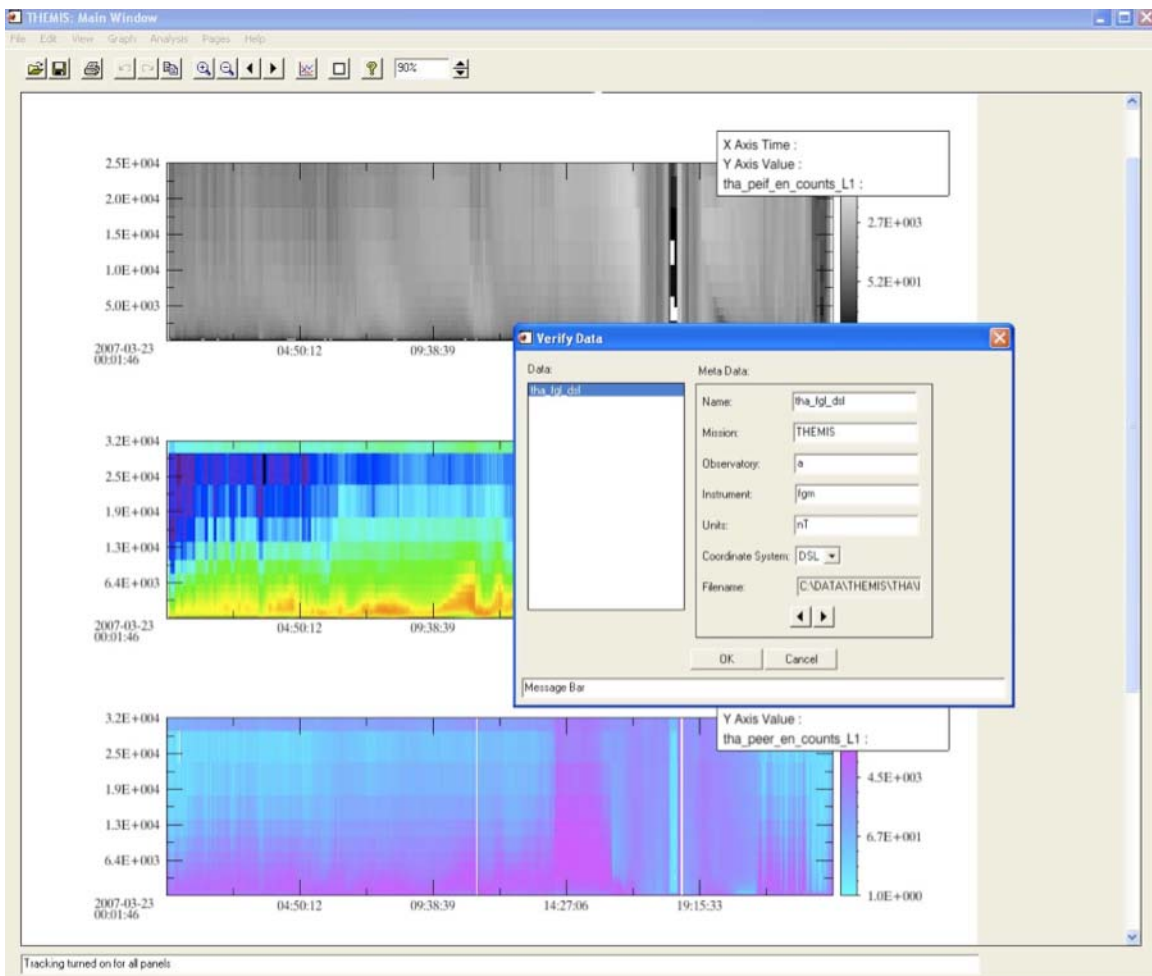 THEMIS: Main Window
File Edit View Graph Analysis Pages Help
90%
X Axis Time :
Y Axis Value :
tha_peif_en_counts_L1 :
2.5E+004
2.0E+004
1.5E+004
1.0E+004
5.0E+003
2.7E+003
5.2E+001
2007-03-23
00:01:46
04:50:12
09:38:39
Verify Data
Data:
tha_fgl_dsl
Meta Data:
Name: tha_fgl_dsl
Mission: THEMIS
Observatory: a
Instrument: fgm
Units: nT
Coordinate System: DSL
Filename: C:\DATA\THEMIS\THA\
OK Cancel
Message Bar
3.2E+004
2.5E+004
1.9E+004
1.3E+004
6.4E+003
2007-03-23
00:01:46
04:50:12
09:38:39
Y Axis Value :
tha_peer_en_counts_L1 :
3.2E+004
2.5E+004
1.9E+004
1.3E+004
6.4E+003
4.5E+003
6.7E+001
1.0E+000
2007-03-23
00:01:46
04:50:12
09:38:39
14:27:06
19:15:33
Tracking turned on for all panels